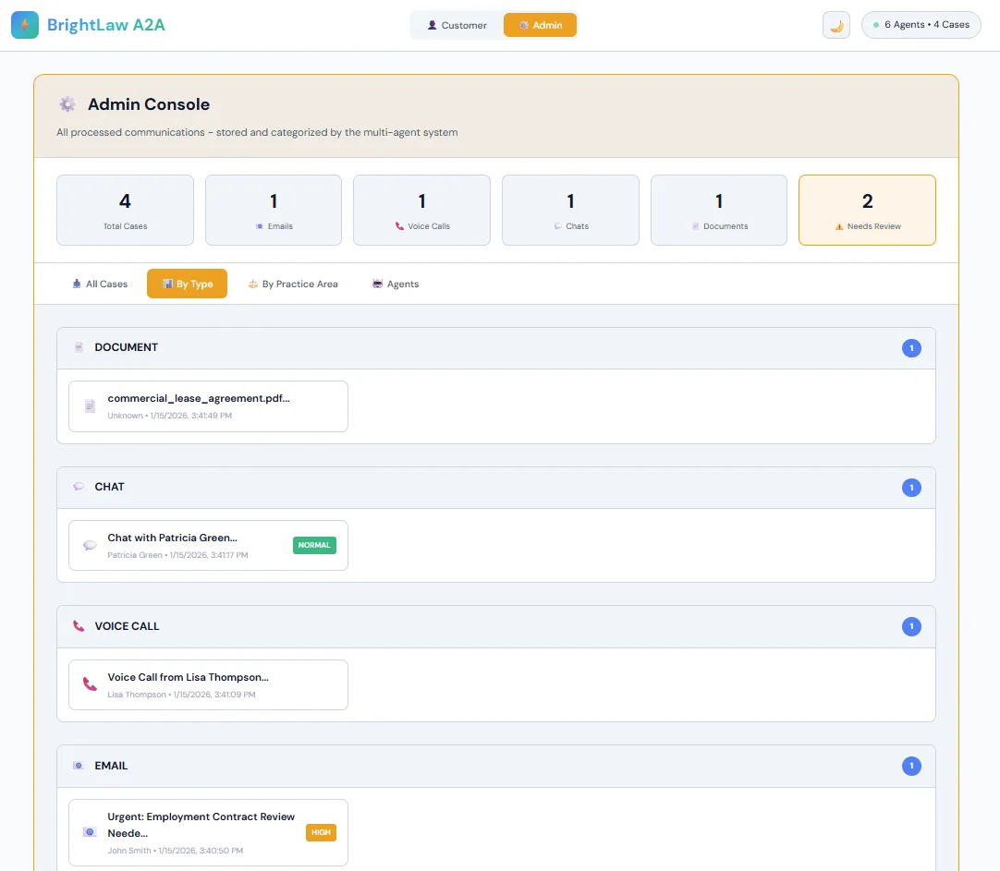 BrightLaw A2A
Customer
Admin
6 Agents • 4 Cases
Admin Console
All processed communications - stored and categorized by the multi-agent system
4
Total Cases
1
Emails
1
Voice Calls
1
Chats
1
Documents
2
Needs Review
All Cases
By Type
By Practice Area
Agents
DOCUMENT
1
commercial_lease_agreement.pdf...
Unknown • 1/15/2026, 3:41:49 PM
CHAT
1
Chat with Patricia Green...
NORMAL
Patricia Green • 1/15/2026, 3:41:17 PM
VOICE CALL
1
Voice Call from Lisa Thompson...
Lisa Thompson • 1/15/2026, 3:41:09 PM
EMAIL
1
Urgent: Employment Contract Review
Neede...
HIGH
John Smith • 1/15/2026, 3:40:50 PM